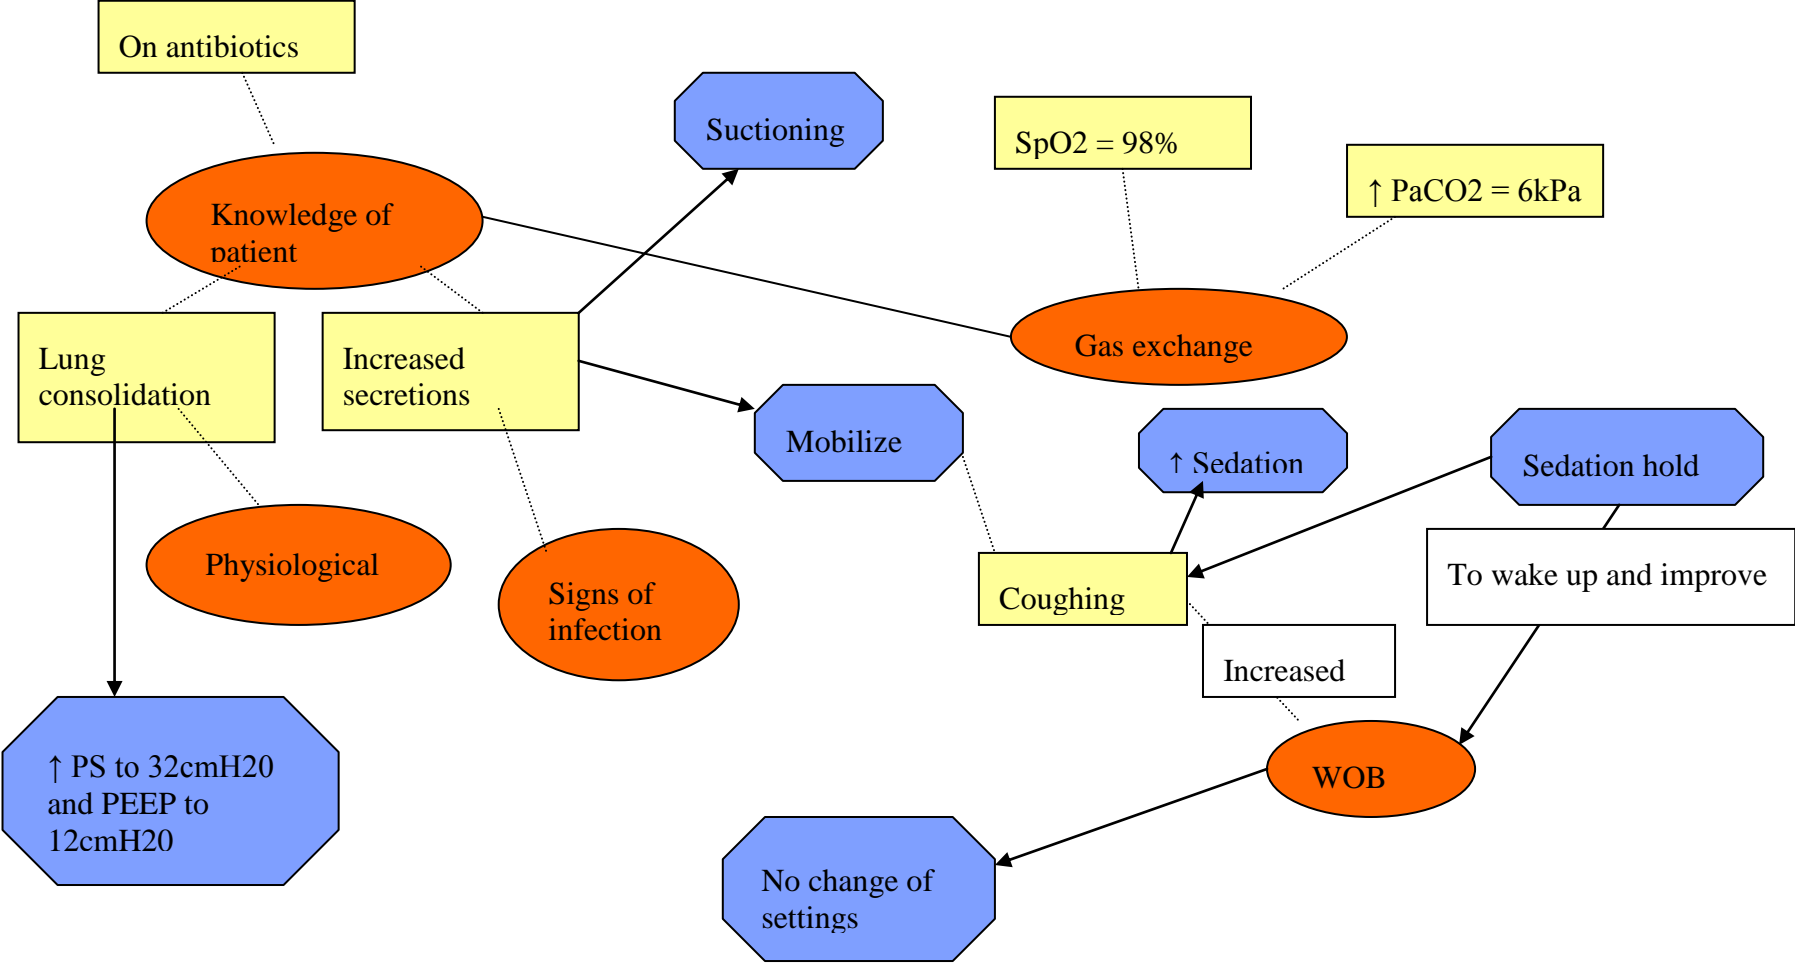 On antibiotics
Suctioning
SpO2 = 98%
↑ PaCO2 = 6kPa
Knowledge of
patient
Gas exchange
Lung
consolidation
Increased
secretions
Mobilize
↑ Sedation
Sedation hold
Physiological
Signs of
infection
Coughing
To wake up and improve
Increased
↑ PS to 32cmH20
and PEEP to
12cmH20
WOB
No change of
settings